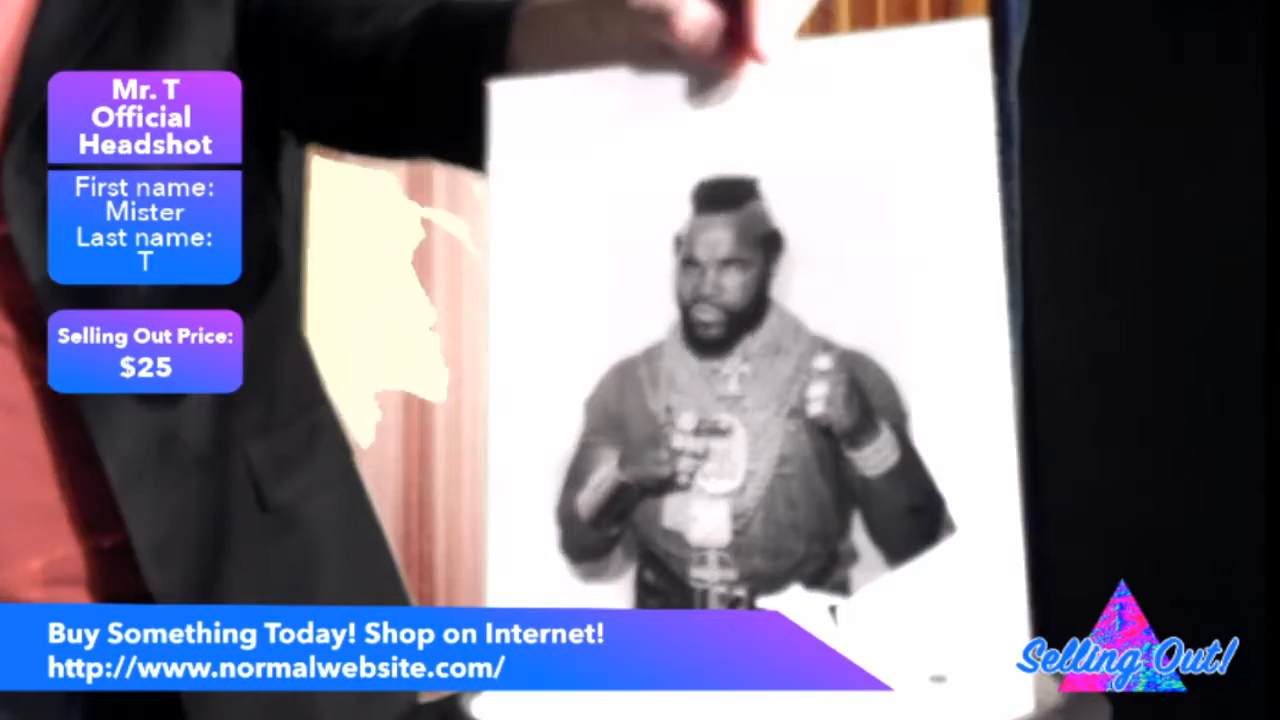 Mr. T
Official
Headshot
First name:
Mister
Last name:
T
Selling Out Price:
$25
Buy Something Today! Shop on Internet!
http://www.normalwebsite.com/
Selling Out!